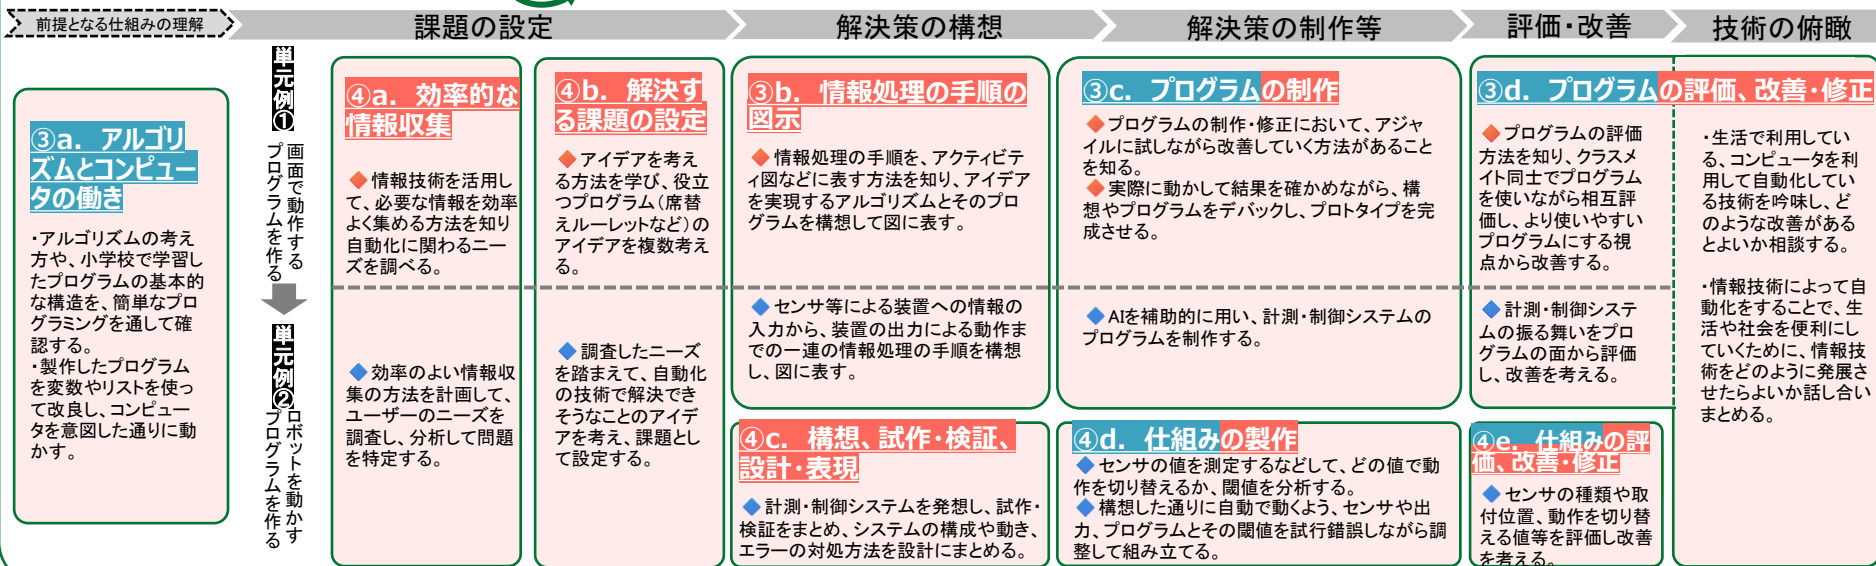 前提となる仕組みの理解
課題の設定
解決策の構想
解決策の制作等
評価・改善
技術の俯瞰
③a. アルゴリ
ズムとコンピュー
タの働き
・アルゴリズムの考え
方や、小学校で学習し
たプログラムの基本的
な構造を、簡単なプロ
グラミングを通して確
認する。
・製作したプログラム
を変数やリストを使っ
て改良し、コンピュー
タを意図した通りに動
かす。
単元例①
画面で動作する
プログラムを作る
単元例②
ロボットを動かす
プログラムを作る
④a. 効率的な
情報収集
◆情報技術を活用し
て、必要な情報を効率
よく集める方法を知り
自動化に関わるニー
ズを調べる。
◆効率のよい情報収
集の方法を計画して、
ユーザーのニーズを
調査し、分析して問題
を特定する。
④b. 解決す
る課題の設定
◆アイデアを考え
る方法を学び、役立
つプログラム(席替
えルーレットなど)の
アイデアを複数考え
る。
◆調査したニーズ
を踏まえて、自動化
の技術で解決でき
そうなことのアイデ
アを考え、課題とし
て設定する。
③b. 情報処理の手順の
図示
◆情報処理の手順を、アクティビテ
ィ図などに表す方法を知り、アイデア
を実現するアルゴリズムとそのプロ
グラムを構想して図に表す。
◆センサ等による装置への情報の
入力から、装置の出力による動作ま
での一連の情報処理の手順を構想
し、図に表す。
④c. 構想、試作・検証、
設計・表現
◆計測・制御システムを発想し、試作・
検証をまとめ、システムの構成や動き、
エラーの対処方法を設計にまとめる。
③c. プログラムの制作
◆プログラムの制作・修正において、アジャ
イルに試しながら改善していく方法があること
を知る。
◆実際に動かして結果を確かめながら、構
想やプログラムをデバックし、プロトタイプを完
成させる。
◆AIを補助的に用い、計測・制御システムの
プログラムを制作する。
④d. 仕組みの製作
◆センサの値を測定するなどして、どの値で動
作を切り替えるか、閾値を分析する。
◆構想した通りに自動で動くよう、センサや出
力、プログラムとその閾値を試行錯誤しながら調
整して組み立てる。
③d. プログラムの評価、改善・修正
◆プログラムの評価
方法を知り、クラスメ
イト同士でプログラム
を使いながら相互評
価し、より使いやすい
プログラムにする視
点から改善する。
◆計測・制御システ
ムの振る舞いをプロ
グラムの面から評価
し、改善を考える。
④e. 仕組みの評
価、改善・修正
◆センサの種類や取
付位置、動作を切り替
える値等を評価し改善
を考える。
・生活で利用してい
る、コンピュータを利
用して自動化してい
る技術を吟味し、ど
のような改善がある
とよいか相談する。
・情報技術によって自
動化をすることで、生
活や社会を便利にし
ていくために、情報技
術をどのように発展さ
せたらよいか話し合い
まとめる。